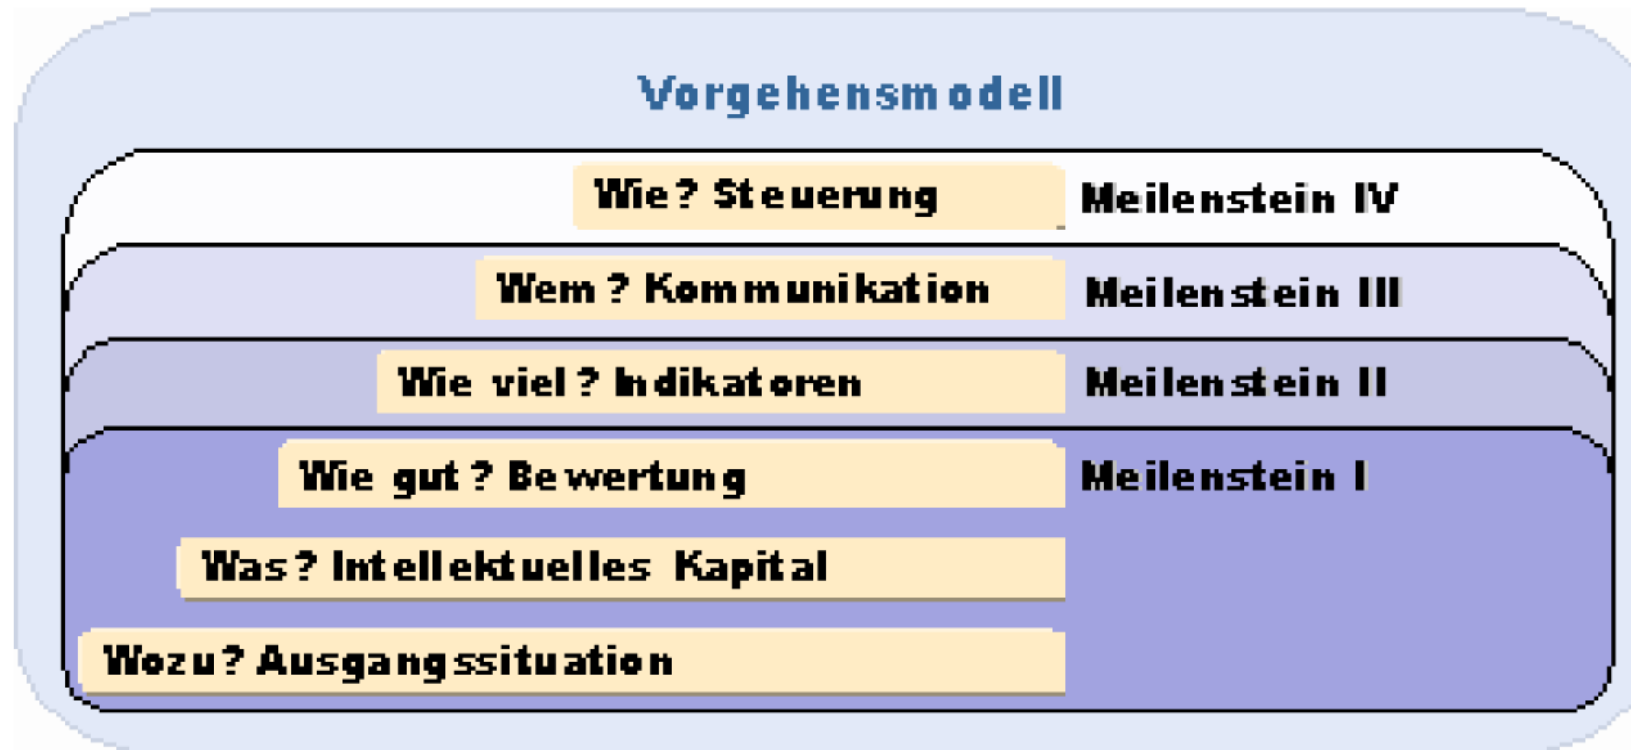 Vorgehensmodell
Wie? Steuerung Meilenstein IV
Wem? Kommunikation Meilenstein III
Wie viel? Indikatoren Meilenstein II
Wie gut? Bewertung Meilenstein I
Was? Intellektuelles Kapital
Wozu? Ausgangssituation